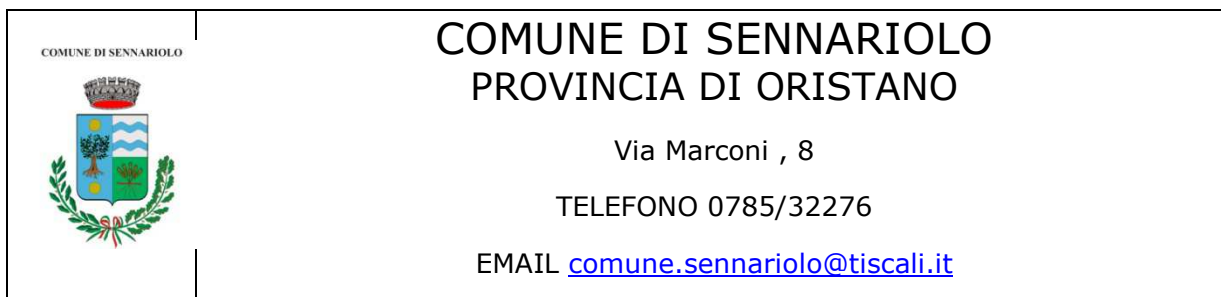 COMUNE DI SENNARIOLO
COMUNE DI SENNARIOLO
PROVINCIA DI ORISTANO
Via Marconi , 8
TELEFONO 0785/32276
EMAIL comune.sennariolo@tiscali.it